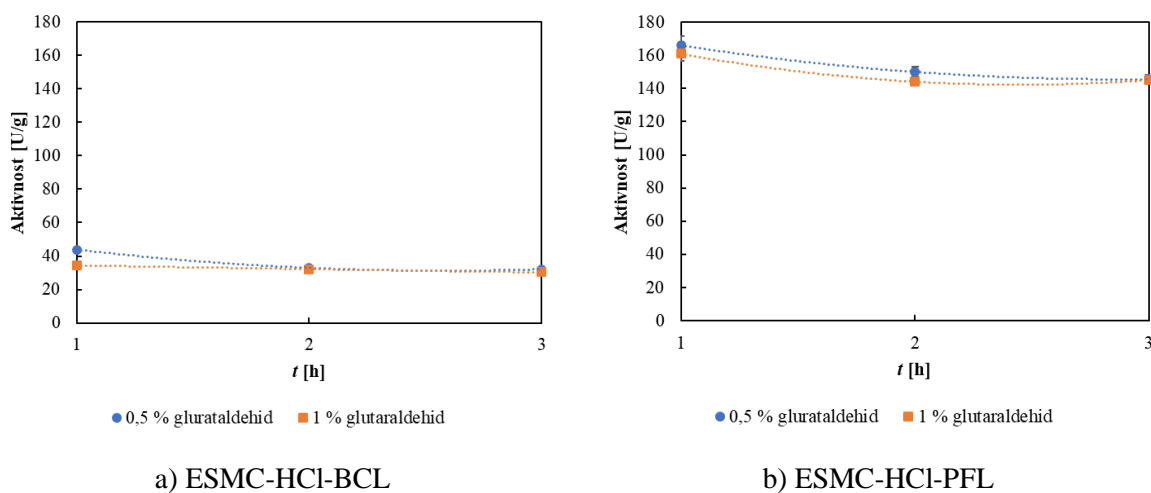 180
160
140
120
100
80
60
40
20
0
Aktivnost [U/g]
1 2 3
t [h]
0,5 % glurataldehid 1 % glutaraldehid
a) ESMC-HCl-BCL
180
160
140
120
100
80
60
40
20
0
Aktivnost [U/g]
1 2 3
t [h]
0,5 % glurataldehid 1 % glutaraldehid
b) ESMC-HCl-PFL